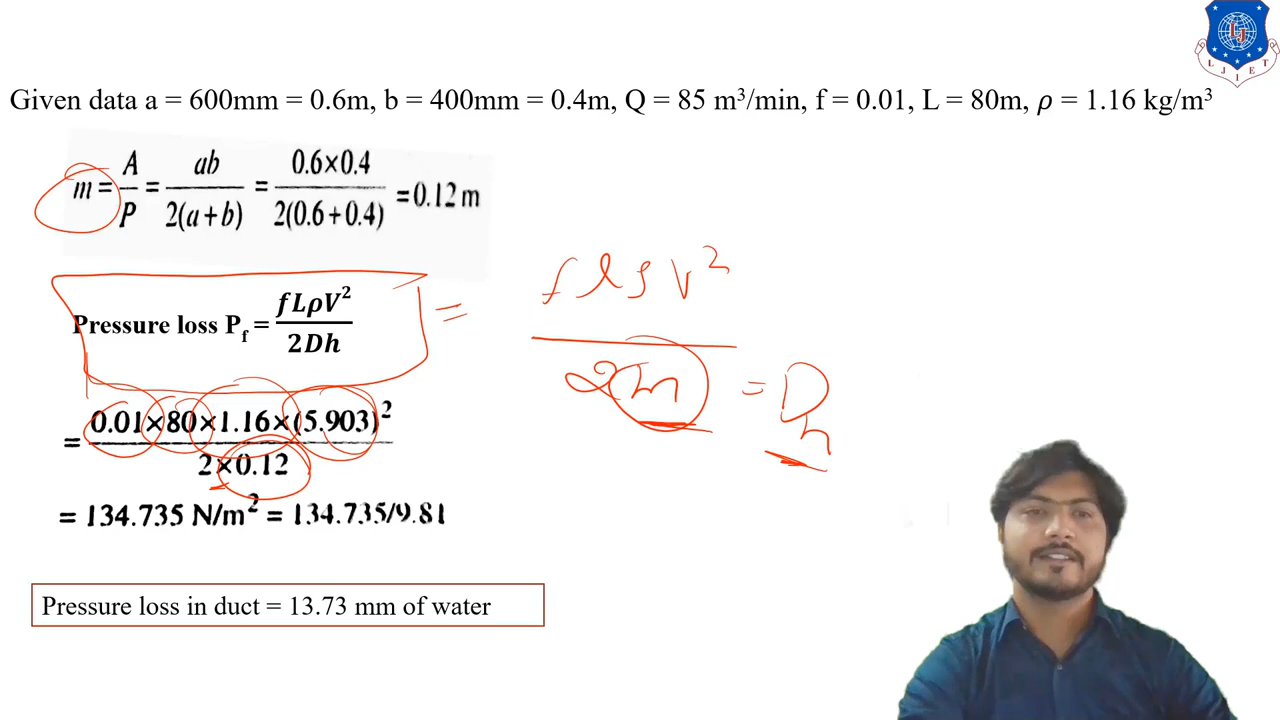 LJ
LJIET
Given data a = 600mm = 0.6m, b = 400mm = 0.4m, Q = 85 m³/min, f = 0.01, L = 80m, ρ = 1.16 kg/m³
m = A/P = ab/2(a+b) = 0.6×0.4/2(0.6+0.4) = 0.12 m
Pressure loss P_f = fLρV²/2Dh
= flρv²/2m = D_h
= 0.01×80×1.16×(5.903)²/2×0.12
= 134.735 N/m² = 134.735/9.81
Pressure loss in duct = 13.73 mm of water